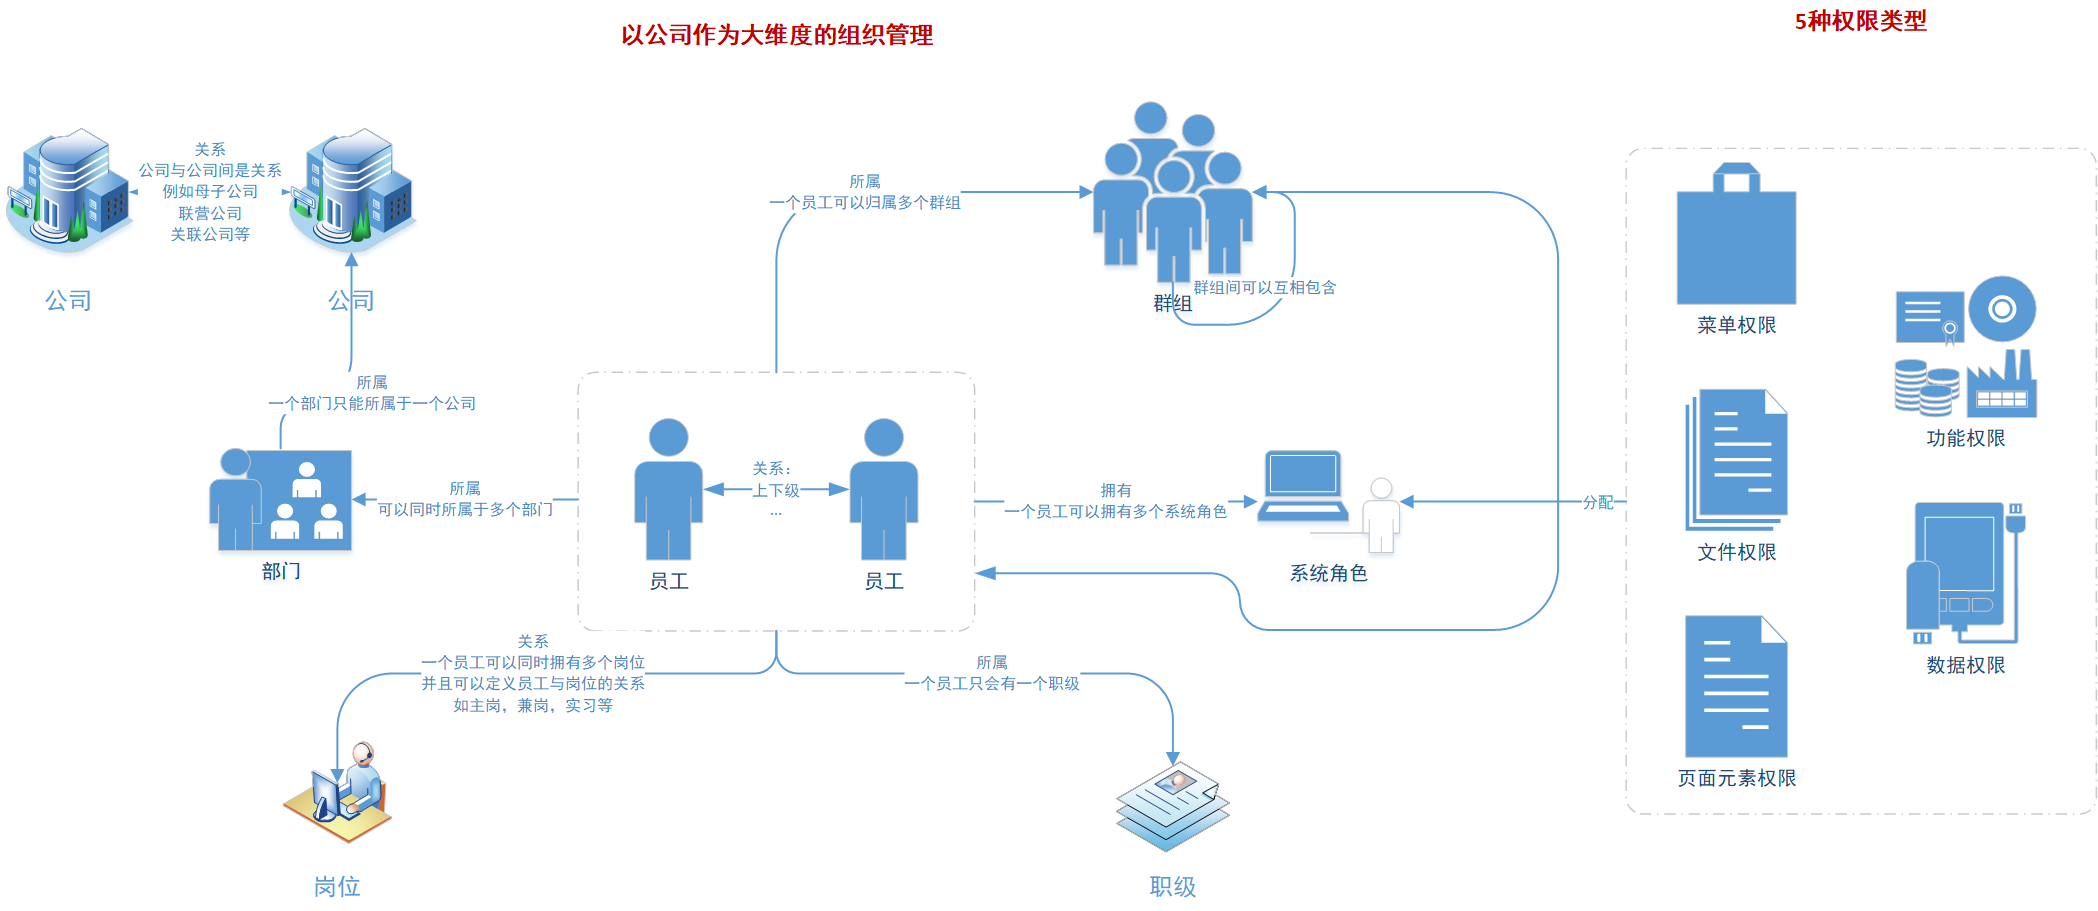 以公司作为大维度的组织管理
5种权限类型
关系
公司与公司间是关系
例如母子公司
联营公司
关联公司等
公司
公司
所属
一个员工可以归属多个群组
群组间可以互相包含
群组
所属
一个部门只能所属于一个公司
部门
所属
可以同时所属于多个部门
关系：
上下级
...
员工
员工
拥有
一个员工可以拥有多个系统角色
系统角色
分配
关系
一个员工可以同时拥有多个岗位
并且可以定义员工与岗位的关系
如主岗，兼岗，实习等
所属
一个员工只会有一个职级
岗位
职级
菜单权限
功能权限
文件权限
数据权限
页面元素权限